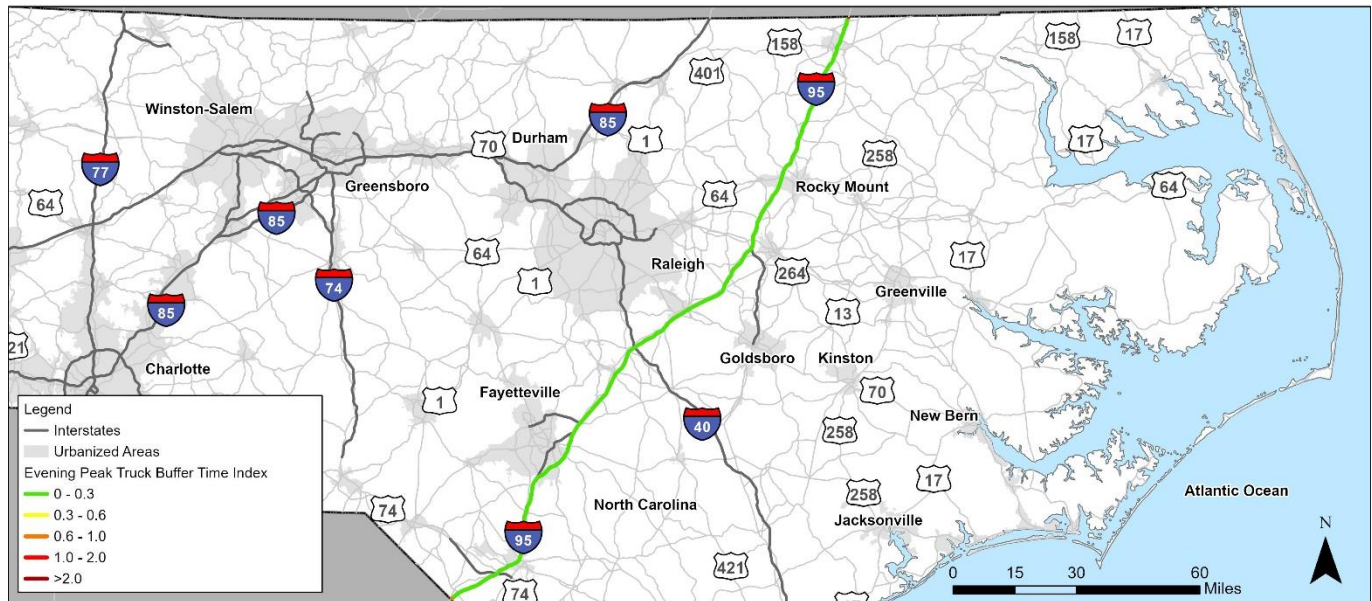 158
17
158
401
Winston-Salem
95
85
Durham
70
1
17
77
258
Greensboro
Rocky Mount
64
64
64
85
64
17
Raleigh
264
1
74
Greenville
85
13
21
Goldsboro
Kinston
Charlotte
Fayetteville
70
1
New Bern
40
258
17
Atlantic Ocean
258
North Carolina
74
Jacksonville
95
421
74
Legend
Interstates
Urbanized Areas
Evening Peak Truck Buffer Time Index
0 - 0.3
0.3 - 0.6
0.6 - 1.0
1.0 - 2.0
>2.0
N
0 15 30 60
Miles